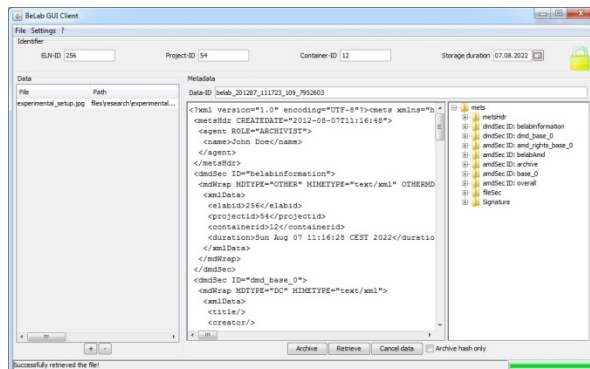 BeLab GUI Client
File Settings ?
Identifier
ELN-ID 256 Project-ID 54 Container-ID 12 Storage duration 07.08.2022
Data
Metadata
File Path
experimental_setup.jpg files\research\experimental...
Data-ID belab_201287_111723_109_7952603
<?xml version="1.0" encoding="UTF-8"?><mets xmlns="h
<metsHdr CREATEDATE="2012-08-07T11:16:48">
<agent ROLE="ARCHIVIST">
<name>John Doe</name>
</agent>
</metsHdr>
<dmdSec ID="belabinformation">
<mdWrap MDTYPE="OTHER" MIMETYPE="text/xml" OTHERMD
<xmlData>
<elabid>256</elabid>
<projectid>54</projectid>
<containerid>12</containerid>
<duration>Sun Aug 07 11:16:28 CEST 2022</duratio
</xmlData>
</mdWrap>
</dmdSec>
<dmdSec ID="dmd_base_0">
<mdWrap MDTYPE="DC" MIMETYPE="text/xml">
<xmlData>
<title/>
<creator/>
mets
metsHdr
dmdSec ID: belabinformation
dmdSec ID: dmd_base_0
amdSec ID: amd_rights_base_0
amdSec ID: belabAmd
amdSec ID: archive
amdSec ID: base_0
amdSec ID: overall
fileSec
Signature
+ -
Archive Retrieve Cancel data Archive hash only
Successfully retrieved the file!